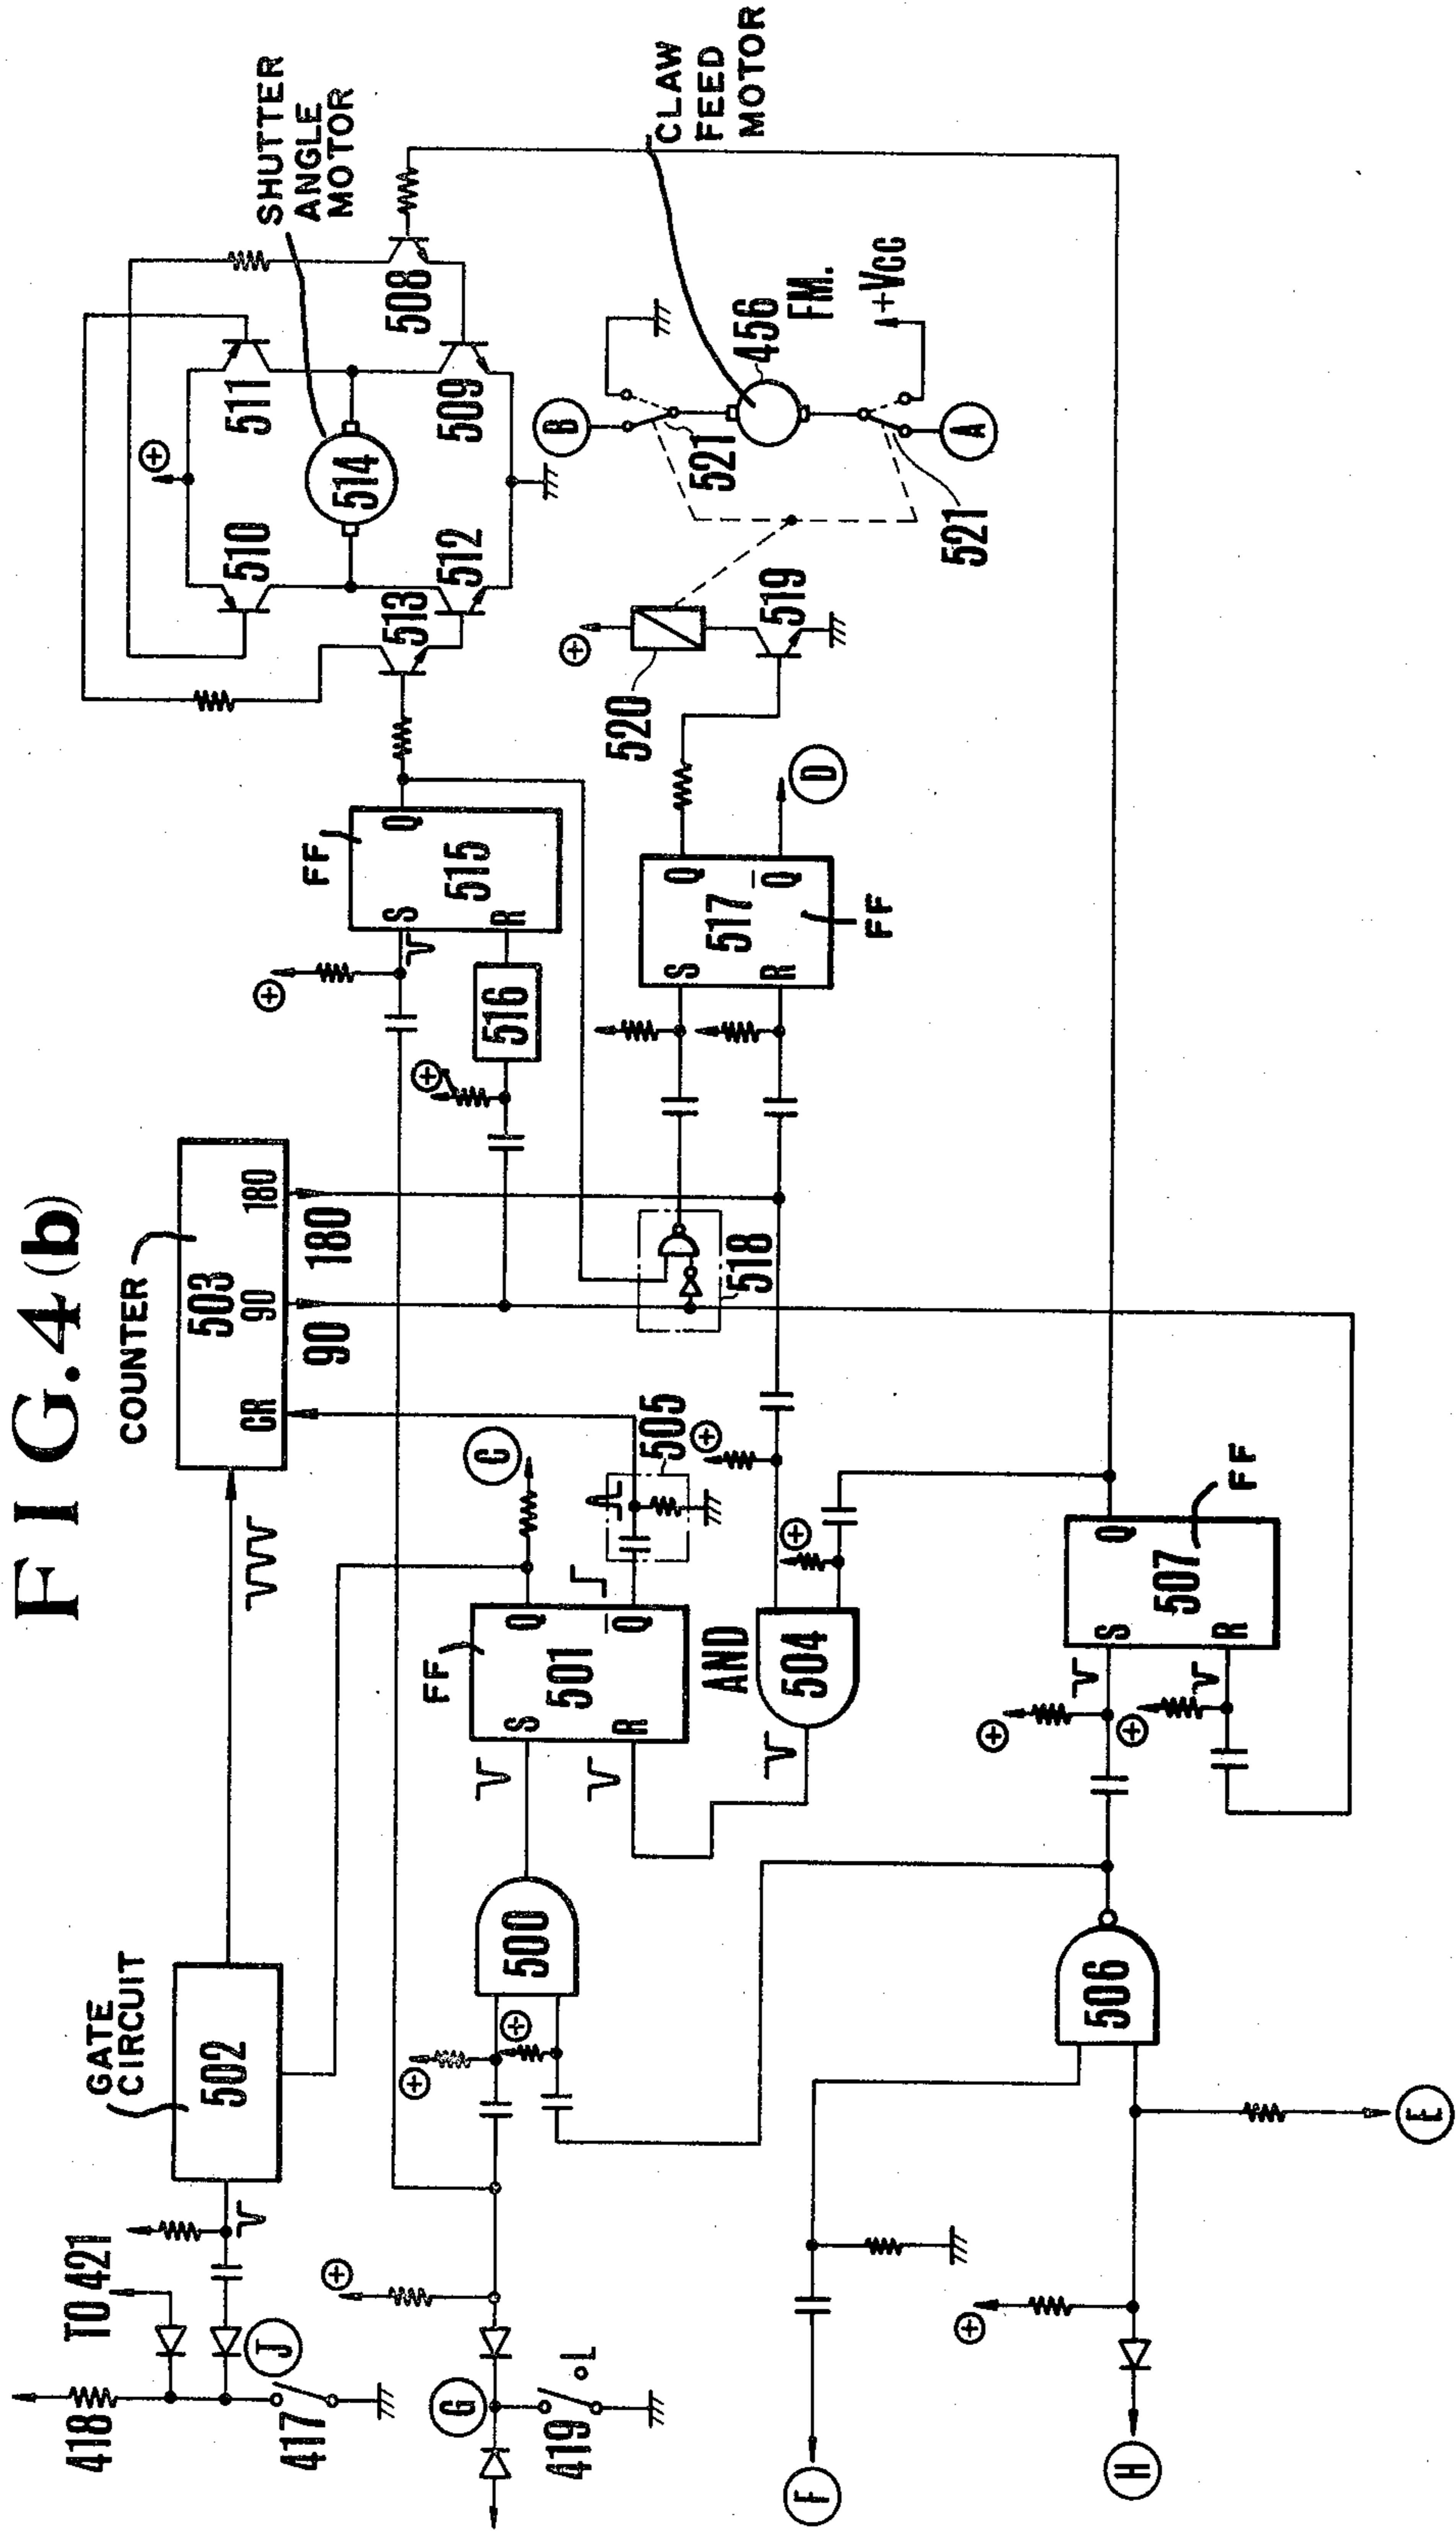 FIG.4(b)
SHUTTER
ANGLE
MOTOR
CLAW
FEED
MOTOR
COUNTER
503
CR
90
180
90
180
GATE
CIRCUIT
502
TO 421
418
417
J
G
419
L
F
H
E
500
506
FF
501
S
R
Q
Q̅
C
505
AND
504
FF
507
S
R
Q
518
FF
515
S
R
Q
516
FF
517
S
R
Q
Q̅
D
510
511
514
513
512
509
508
520
519
B
521
456
FM.
521
A
+Vcc